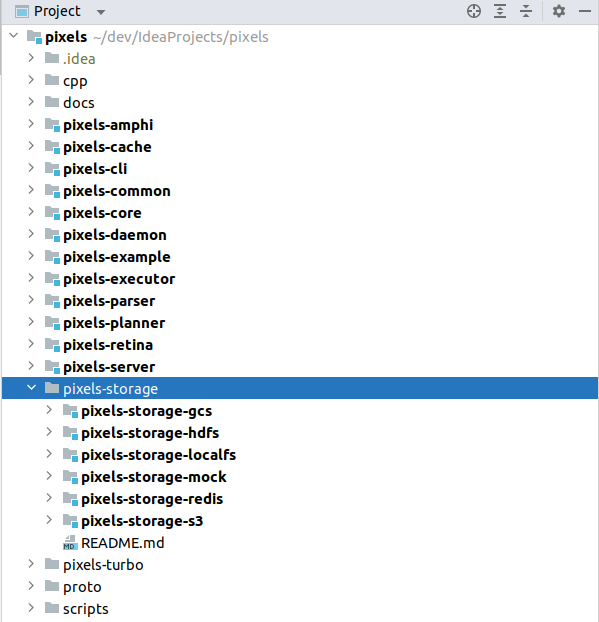 Project
pixels ~/dev/IdeaProjects/pixels
.idea
cpp
docs
pixels-amphi
pixels-cache
pixels-cli
pixels-common
pixels-core
pixels-daemon
pixels-example
pixels-executor
pixels-parser
pixels-planner
pixels-retina
pixels-server
pixels-storage
pixels-storage-gcs
pixels-storage-hdfs
pixels-storage-localfs
pixels-storage-mock
pixels-storage-redis
pixels-storage-s3
MD README.md
pixels-turbo
proto
scripts